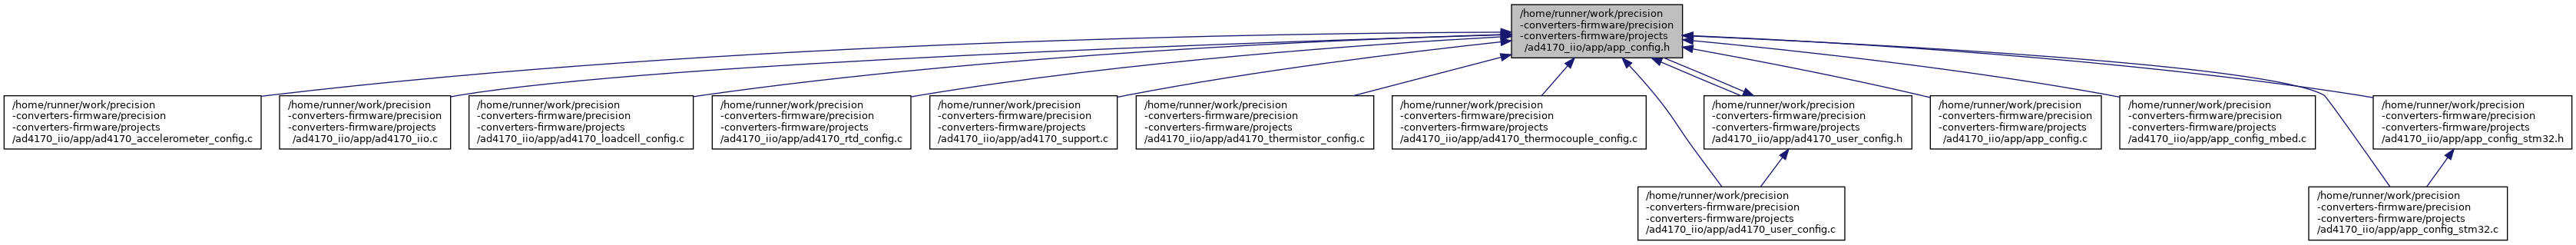 /home/runner/work/precision
-converters-firmware/precision
-converters-firmware/projects
/ad4170_iio/app/app_config.h
/home/runner/work/precision
-converters-firmware/precision
-converters-firmware/projects
/ad4170_iio/app/ad4170_accelerometer_config.c
/home/runner/work/precision
-converters-firmware/precision
-converters-firmware/projects
/ad4170_iio/app/ad4170_iio.c
/home/runner/work/precision
-converters-firmware/precision
-converters-firmware/projects
/ad4170_iio/app/ad4170_loadcell_config.c
/home/runner/work/precision
-converters-firmware/precision
-converters-firmware/projects
/ad4170_iio/app/ad4170_rtd_config.c
/home/runner/work/precision
-converters-firmware/precision
-converters-firmware/projects
/ad4170_iio/app/ad4170_support.c
/home/runner/work/precision
-converters-firmware/precision
-converters-firmware/projects
/ad4170_iio/app/ad4170_thermistor_config.c
/home/runner/work/precision
-converters-firmware/precision
-converters-firmware/projects
/ad4170_iio/app/ad4170_thermocouple_config.c
/home/runner/work/precision
-converters-firmware/precision
-converters-firmware/projects
/ad4170_iio/app/ad4170_user_config.h
/home/runner/work/precision
-converters-firmware/precision
-converters-firmware/projects
/ad4170_iio/app/app_config.c
/home/runner/work/precision
-converters-firmware/precision
-converters-firmware/projects
/ad4170_iio/app/app_config_mbed.c
/home/runner/work/precision
-converters-firmware/precision
-converters-firmware/projects
/ad4170_iio/app/app_config_stm32.h
/home/runner/work/precision
-converters-firmware/precision
-converters-firmware/projects
/ad4170_iio/app/ad4170_user_config.c
/home/runner/work/precision
-converters-firmware/precision
-converters-firmware/projects
/ad4170_iio/app/app_config_stm32.c